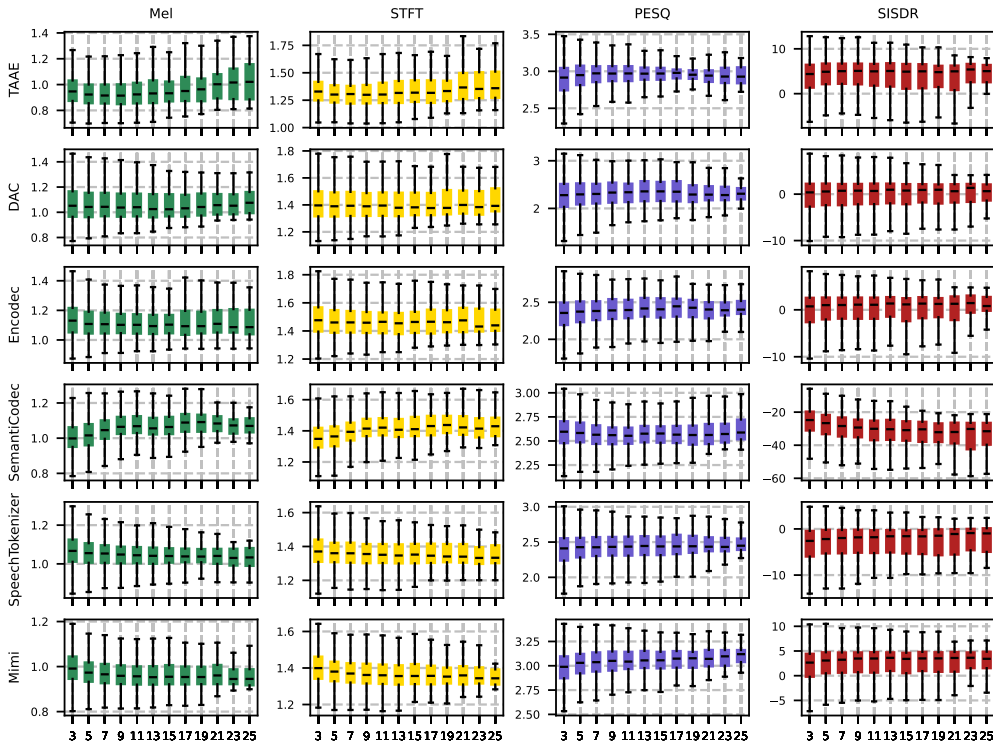 Mel STFT PESQ SISDR
TAAE
1.4 1.2 1.0 0.8
1.75 1.50 1.25 1.00
3.5 3.0 2.5
10 0
DAC
1.4 1.2 1.0 0.8
1.8 1.6 1.4 1.2
3 2
0 −10
Encodec
1.4 1.2 1.0
1.8 1.6 1.4 1.2
2.5 2.0
0 −10
SemantiCodec
1.2 1.0 0.8
1.6 1.4 1.2
3.00 2.75 2.50 2.25
−20 −40 −60
SpeechTokenizer
1.2 1.0
1.6 1.4 1.2
3.0 2.5 2.0
0 −10
Mimi
1.2 1.0 0.8
1.6 1.4 1.2
3.25 3.00 2.75 2.50
10 5 0 −5
3 5 7 9 11 13 15 17 19 21 23 25 3 5 7 9 11 13 15 17 19 21 23 25 3 5 7 9 11 13 15 17 19 21 23 25 3 5 7 9 11 13 15 17 19 21 23 25